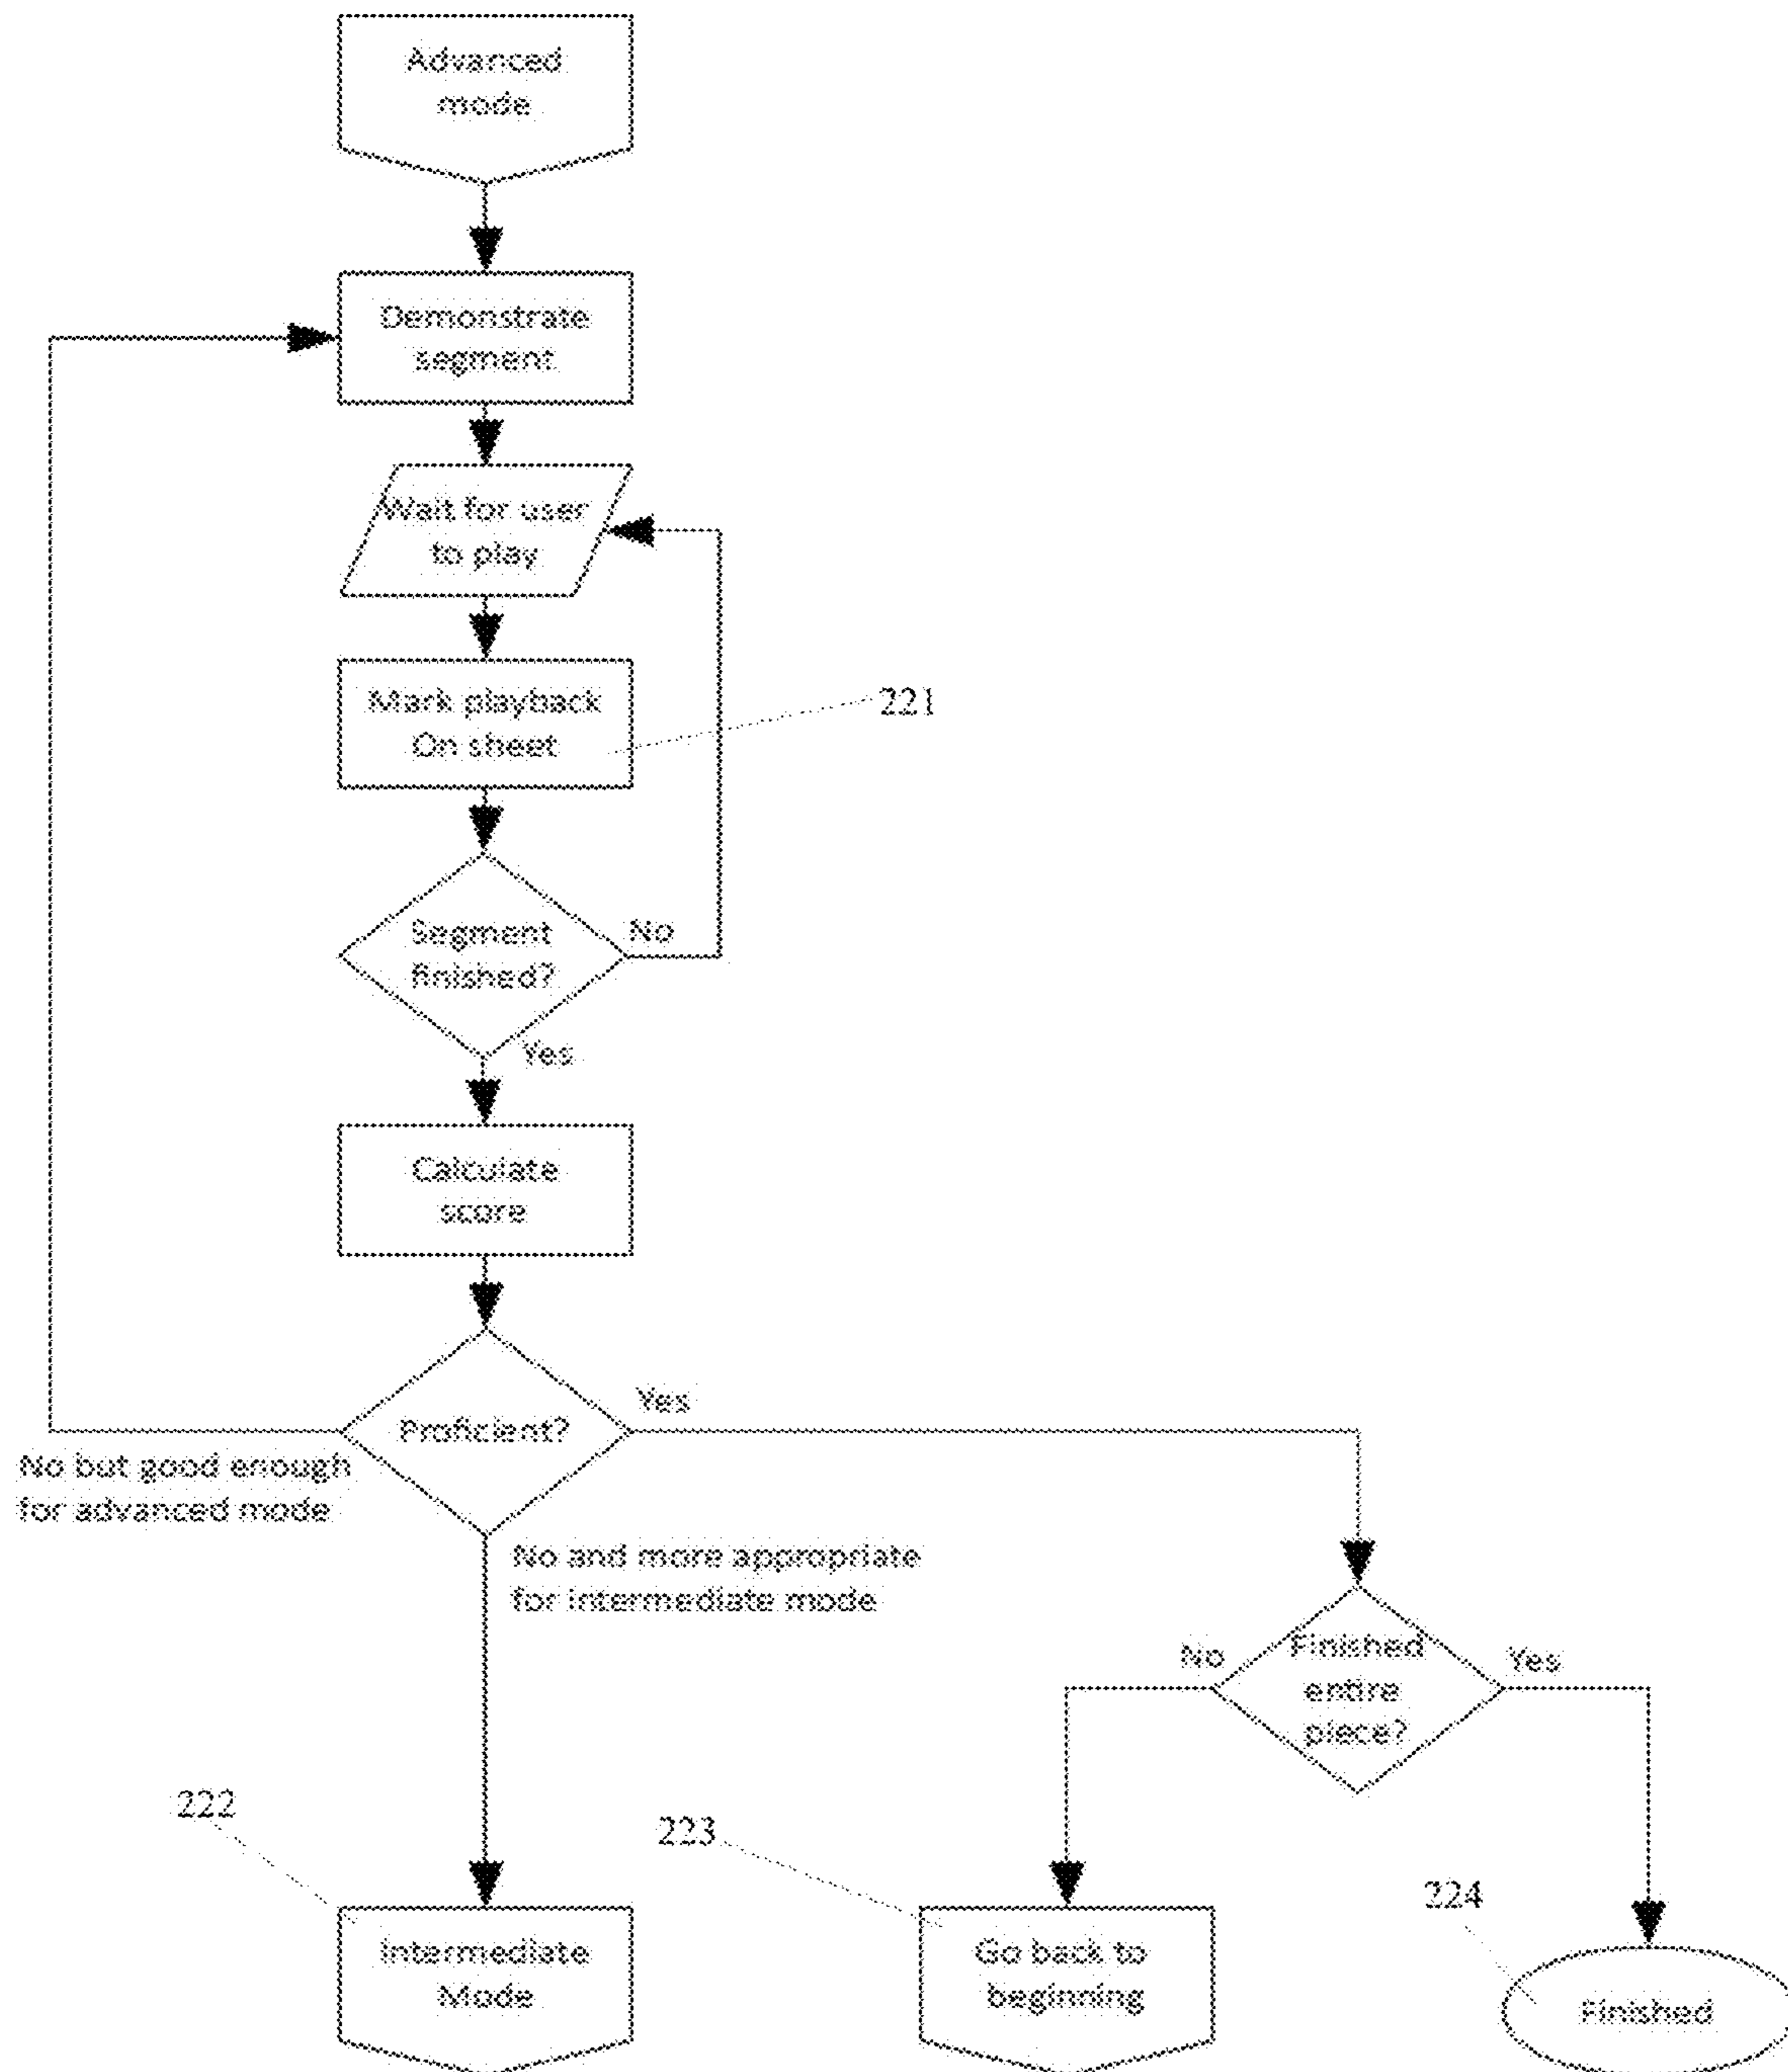 Advanced
mode
Demonstrate
segment
Wait for user
to play
Mark playback
On sheet
221
Segment
finished?
No
Yes
Calculate
score
Proficient?
Yes
No but good enough
for advanced mode
No and more appropriate
for intermediate mode
Finished
entire
piece?
No
Yes
222
223
224
Intermediate
Mode
Go back to
beginning
Finished